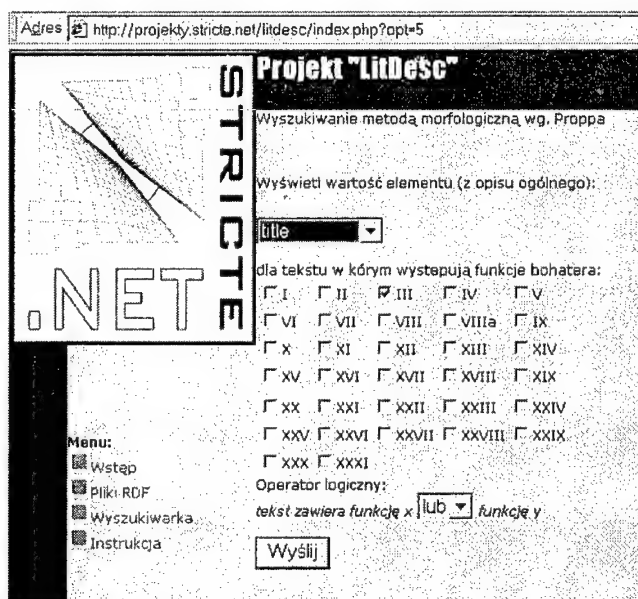 Adres http://projekty.stricte.net/litdesc/index.php?opt=5
STRICTE
.NET
Projekt "LitDesc"
Wyszukiwanie metodą morfologiczną wg. Proppa
Wyświetl wartość elementu (z opisu ogólnego):
title
dla tekstu w kórym wystepują funkcje bohatera:
I II III IV V
VI VII VIII VIIIa IX
X XI XII XIII XIV
XV XVI XVII XVIII XIX
XX XXI XXII XXIII XXIV
XXV XXVI XXVII XXVIII XXIX
XXX XXXI
Operator logiczny:
tekst zawiera funkcję x lub funkcję y
Wyślij
Menu:
Wstęp
Pliki RDF
Wyszukiwarka
Instrukcja